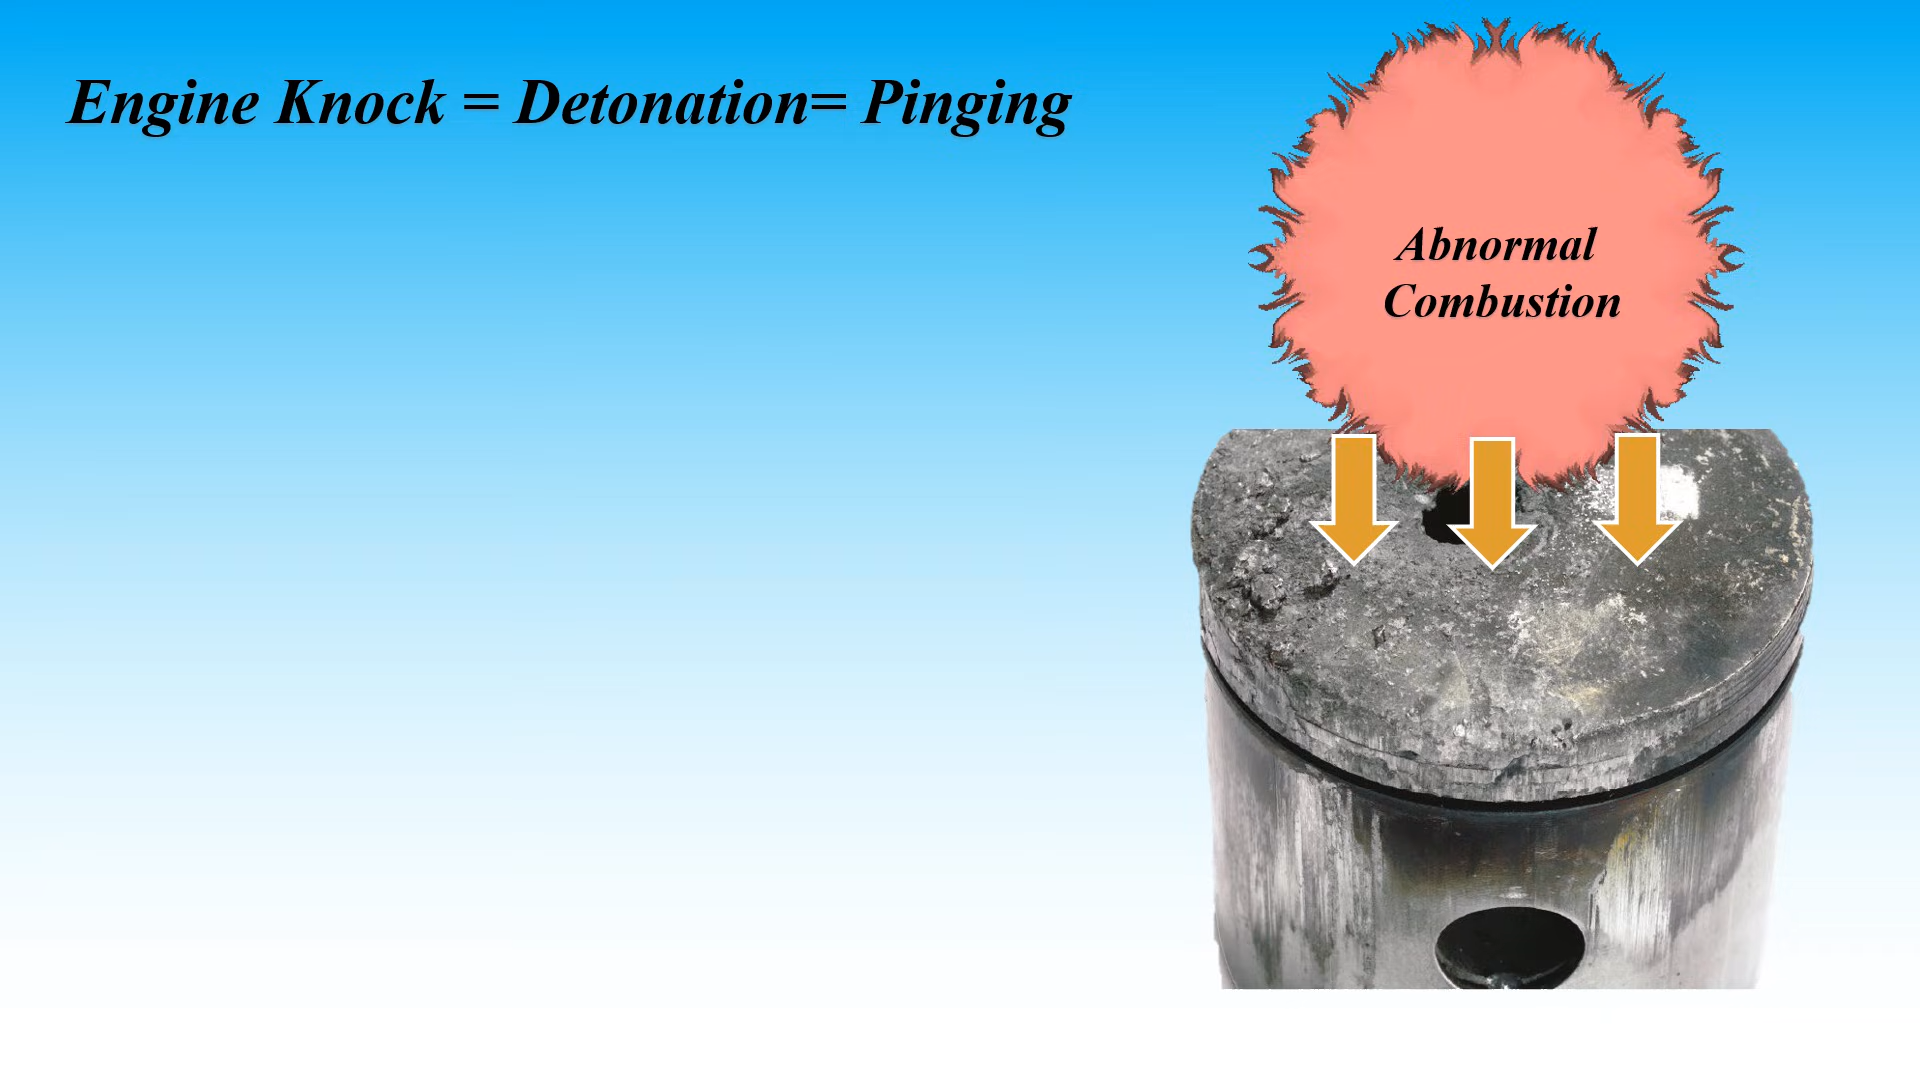 Engine Knock = Detonation= Pinging
Abnormal
Combustion